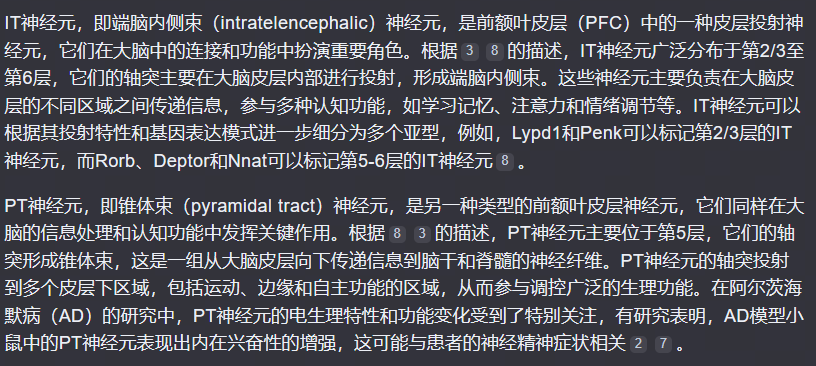 IT神经元，即端脑内侧束（intratelencephalic）神经元，是前额叶皮层（PFC）中的一种皮层投射神
经元，它们在大脑中的连接和功能中扮演重要角色。根据 3 8 的描述，IT神经元广泛分布于第2/3至
第6层，它们的轴突主要在大脑皮层内部进行投射，形成端脑内侧束。这些神经元主要负责在大脑皮
层的不同区域之间传递信息，参与多种认知功能，如学习记忆、注意力和情绪调节等。IT神经元可以
根据其投射特性和基因表达模式进一步细分为多个亚型，例如，Lypd1和Penk可以标记第2/3层的IT
神经元，而Rorb、Deptor和Nnat可以标记第5-6层的IT神经元 8 。
PT神经元，即锥体束（pyramidal tract）神经元，是另一种类型的前额叶皮层神经元，它们同样在大
脑的信息处理和认知功能中发挥关键作用。根据 8 3 的描述，PT神经元主要位于第5层，它们的轴
突形成锥体束，这是一组从大脑皮层向下传递信息到脑干和脊髓的神经纤维。PT神经元的轴突投射
到多个皮层下区域，包括运动、边缘和自主功能的区域，从而参与调控广泛的生理功能。在阿尔茨海
默病（AD）的研究中，PT神经元的电生理特性和功能变化受到了特别关注，有研究表明，AD模型小
鼠中的PT神经元表现出内在兴奋性的增强，这可能与患者的神经精神症状相关 2 7 。